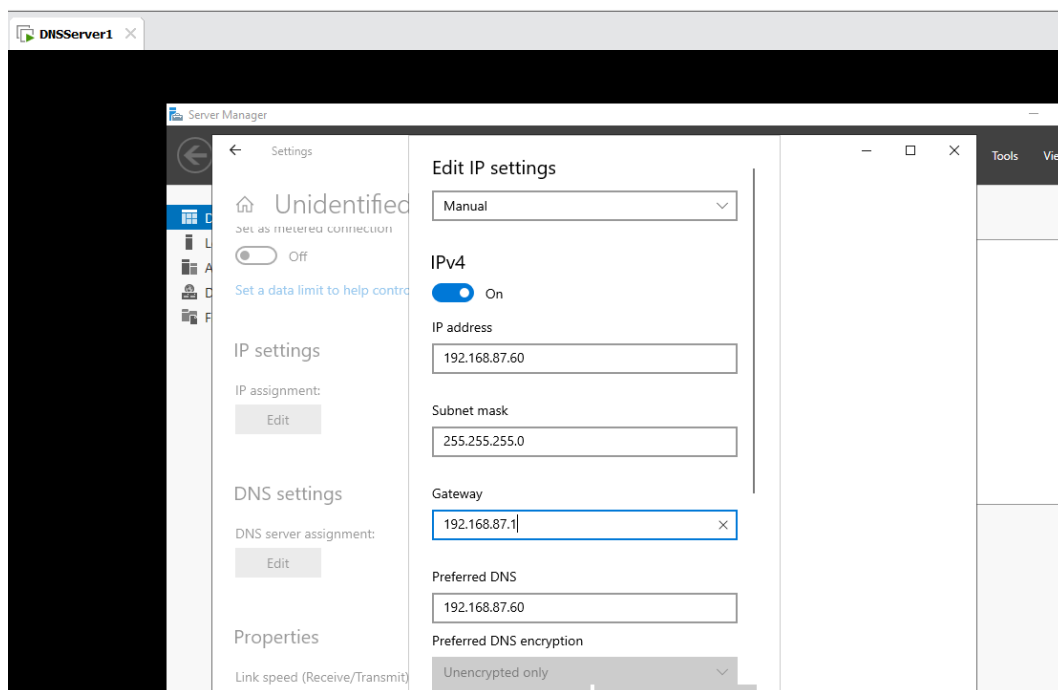 DNSServer1
Server Manager
Settings
Tools
Unidentified
Set as metered connection
Off
Set a data limit to help contro
IP settings
IP assignment:
Edit
DNS settings
DNS server assignment:
Edit
Properties
Link speed (Receive/Transmit)
Edit IP settings
Manual
IPv4
On
IP address
192.168.87.60
Subnet mask
255.255.255.0
Gateway
192.168.87.1
Preferred DNS
192.168.87.60
Preferred DNS encryption
Unencrypted only